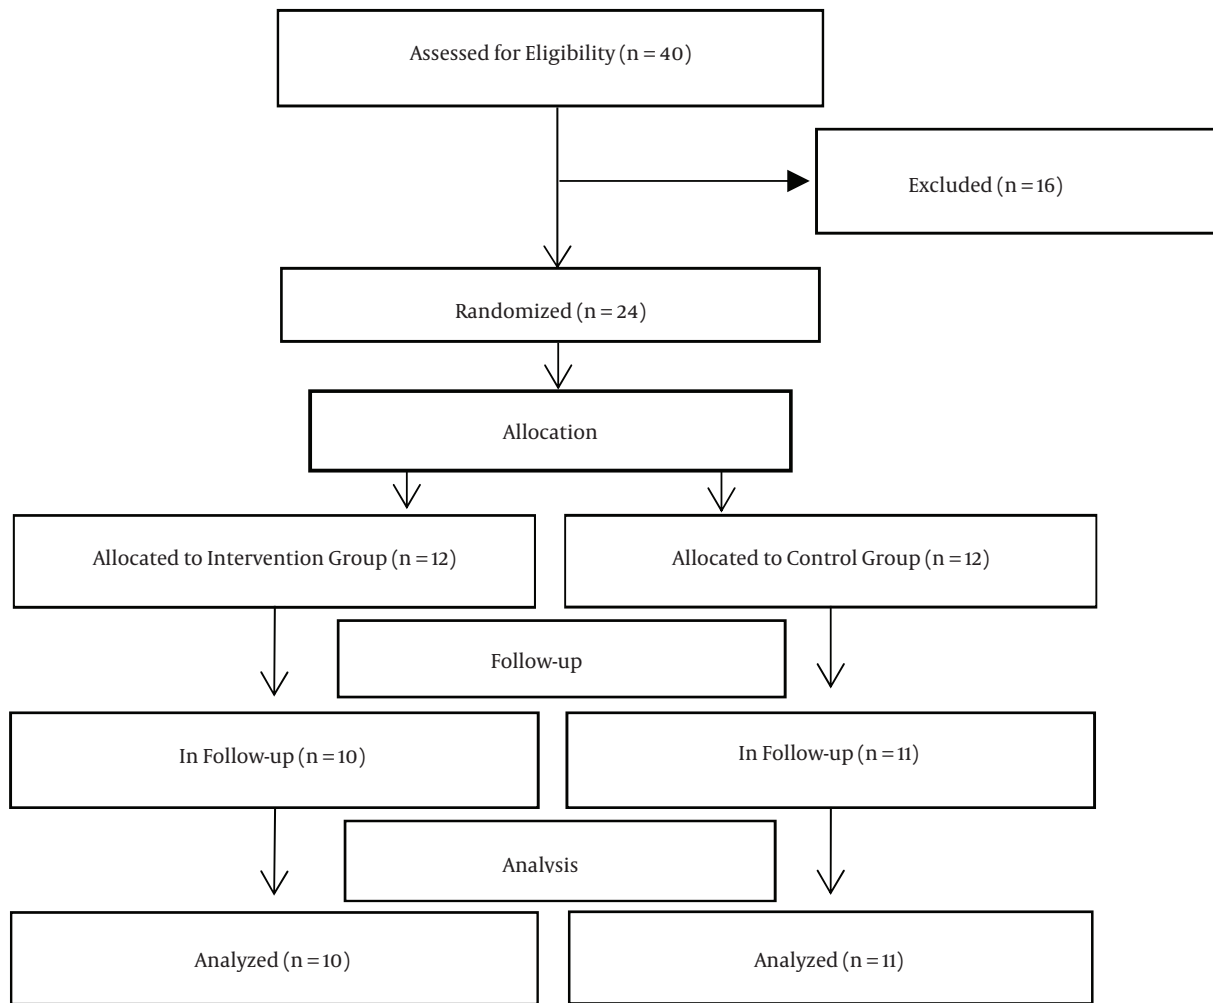 Assessed for Eligibility (n = 40)
Excluded (n = 16)
Randomized (n = 24)
Allocation
Allocated to Intervention Group (n = 12)
Allocated to Control Group (n = 12)
Follow-up
In Follow-up (n = 10)
In Follow-up (n = 11)
Analysis
Analyzed (n = 10)
Analyzed (n = 11)